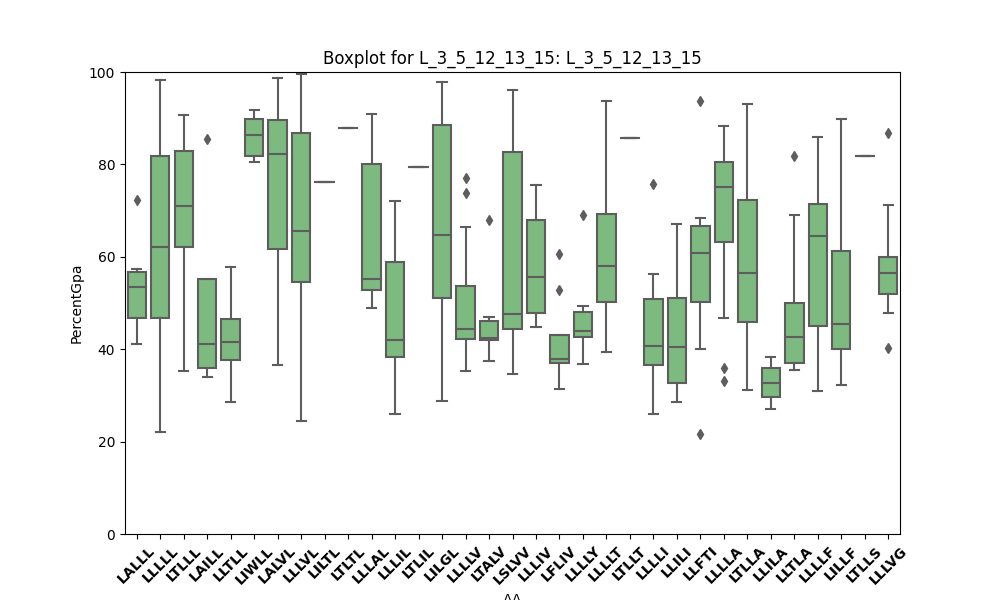 Boxplot for L_3_5_12_13_15: L_3_5_12_13_15
100
80
60
40
20
0
PercentGpa
LALLL LLLLL LTLLL LAILL LLTLL LIWLL LALVL LLLVL LILTL LTLTL LLLAL LLLIL LTLIL LILGL LLLLV LTALV LSLVV LLLIV LFLIV LLLLY LLLLT LTLLT LLLLI LLILI LLFTI LLLLA LTLLA LLILA LLTLA LLLLF LILLF LTLLS LLLVG